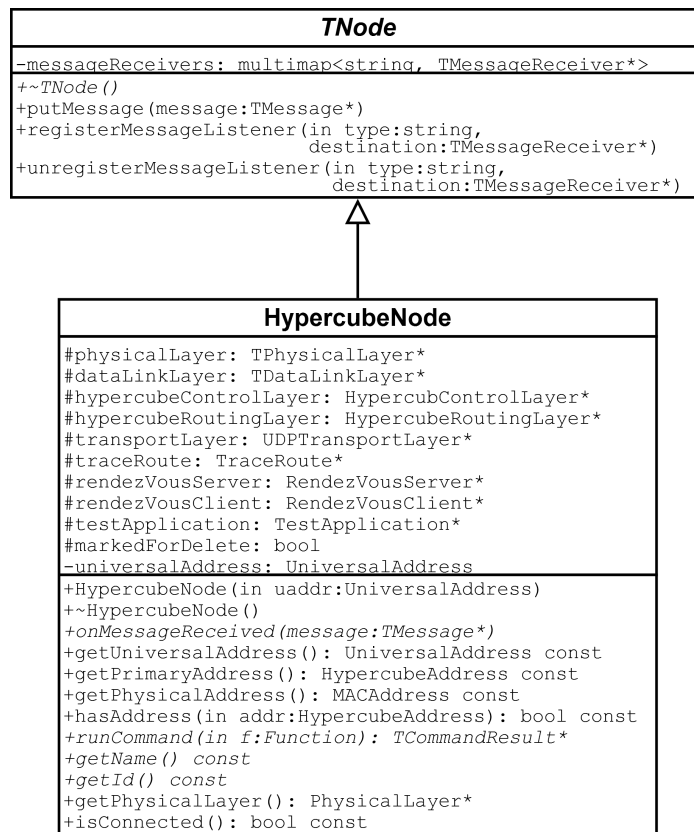 TNode
-messageReceivers: multimap<string, TMessageReceiver*>
+~TNode()
+putMessage(message:TMessage*)
+registerMessageListener(in type:string,
destination:TMessageReceiver*)
+unregisterMessageListener(in type:string,
destination:TMessageReceiver*)
HypercubeNode
#physicalLayer: TPhysicalLayer*
#dataLinkLayer: TDataLinkLayer*
#hypercubeControlLayer: HypercubControlLayer*
#hypercubeRoutingLayer: HypercubeRoutingLayer*
#transportLayer: UDPTransportLayer*
#traceRoute: TraceRoute*
#rendezVousServer: RendezVousServer*
#rendezVousClient: RendezVousClient*
#testApplication: TestApplication*
#markedForDelete: bool
-universalAddress: UniversalAddress
+HypercubeNode(in uaddr:UniversalAddress)
+~HypercubeNode()
+onMessageReceived(message:TMessage*)
+getUniversalAddress(): UniversalAddress const
+getPrimaryAddress(): HypercubeAddress const
+getPhysicalAddress(): MACAddress const
+hasAddress(in addr:HypercubeAddress): bool const
+runCommand(in f:Function): TCommandResult*
+getName() const
+getId() const
+getPhysicalLayer(): PhysicalLayer*
+isConnected(): bool const